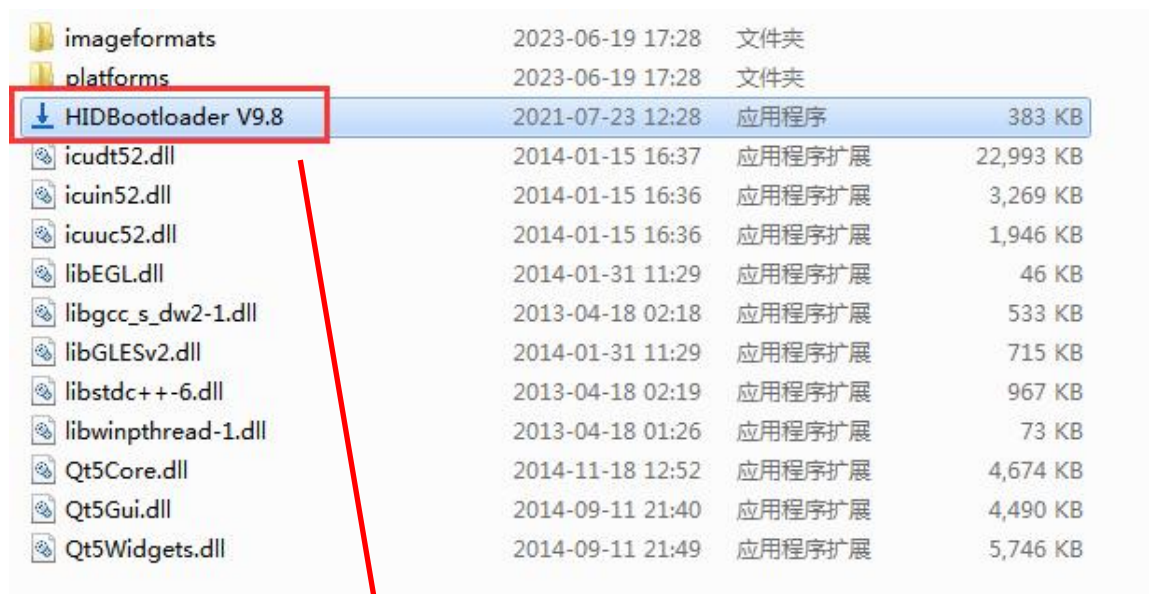 imageformats 2023-06-19 17:28 文件夹
platforms 2023-06-19 17:28 文件夹
HIDBootloader V9.8 2021-07-23 12:28 应用程序 383 KB
icudt52.dll 2014-01-15 16:37 应用程序扩展 22,993 KB
icuin52.dll 2014-01-15 16:36 应用程序扩展 3,269 KB
icuuc52.dll 2014-01-15 16:36 应用程序扩展 1,946 KB
libEGL.dll 2014-01-31 11:29 应用程序扩展 46 KB
libgcc_s_dw2-1.dll 2013-04-18 02:18 应用程序扩展 533 KB
libGLESv2.dll 2014-01-31 11:29 应用程序扩展 715 KB
libstdc++-6.dll 2013-04-18 02:19 应用程序扩展 967 KB
libwinpthread-1.dll 2013-04-18 01:26 应用程序扩展 73 KB
Qt5Core.dll 2014-11-18 12:52 应用程序扩展 4,674 KB
Qt5Gui.dll 2014-09-11 21:40 应用程序扩展 4,490 KB
Qt5Widgets.dll 2014-09-11 21:49 应用程序扩展 5,746 KB